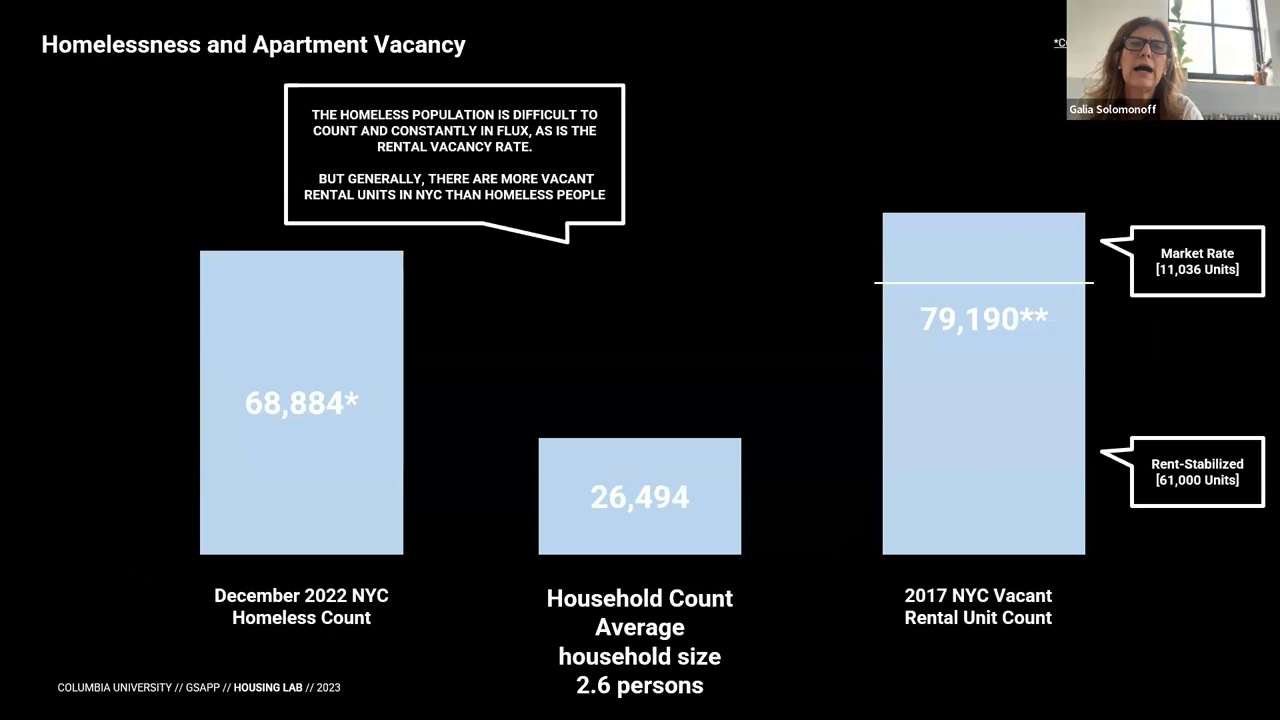 Homelessness and Apartment Vacancy
Galia Solomonoff
THE HOMELESS POPULATION IS DIFFICULT TO
COUNT AND CONSTANTLY IN FLUX, AS IS THE
RENTAL VACANCY RATE.
BUT GENERALLY, THERE ARE MORE VACANT
RENTAL UNITS IN NYC THAN HOMELESS PEOPLE
Market Rate
[11,036 Units]
79,190**
68,884*
Rent-Stabilized
[61,000 Units]
26,494
December 2022 NYC
Homeless Count
Household Count
Average
household size
2.6 persons
2017 NYC Vacant
Rental Unit Count
COLUMBIA UNIVERSITY // GSAPP // HOUSING LAB // 2023